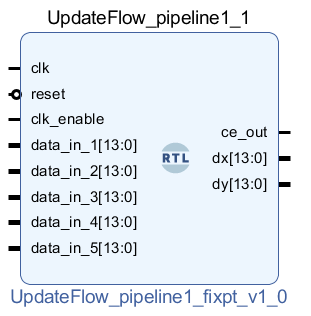 UpdateFlow_pipeline1_1
clk
reset
clk_enable
data_in_1[13:0]
data_in_2[13:0]
data_in_3[13:0]
data_in_4[13:0]
data_in_5[13:0]
RTL
ce_out
dx[13:0]
dy[13:0]
UpdateFlow_pipeline1_fixpt_v1_0